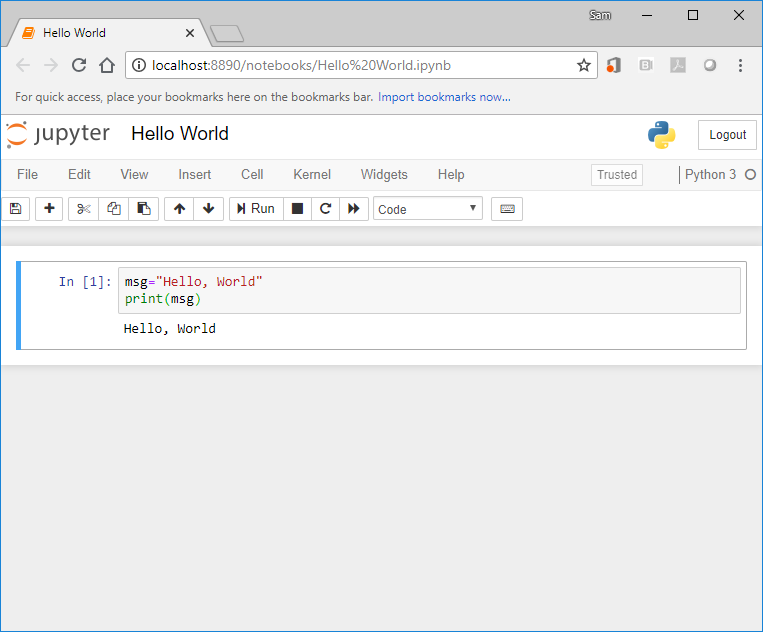 Sam
Hello World
localhost:8890/notebooks/Hello%20World.ipynb
For quick access, place your bookmarks here on the bookmarks bar. Import bookmarks now...
jupyter Hello World Logout
File Edit View Insert Cell Kernel Widgets Help Trusted Python 3
Run Code
In [1]: msg="Hello, World"
print(msg)
Hello, World